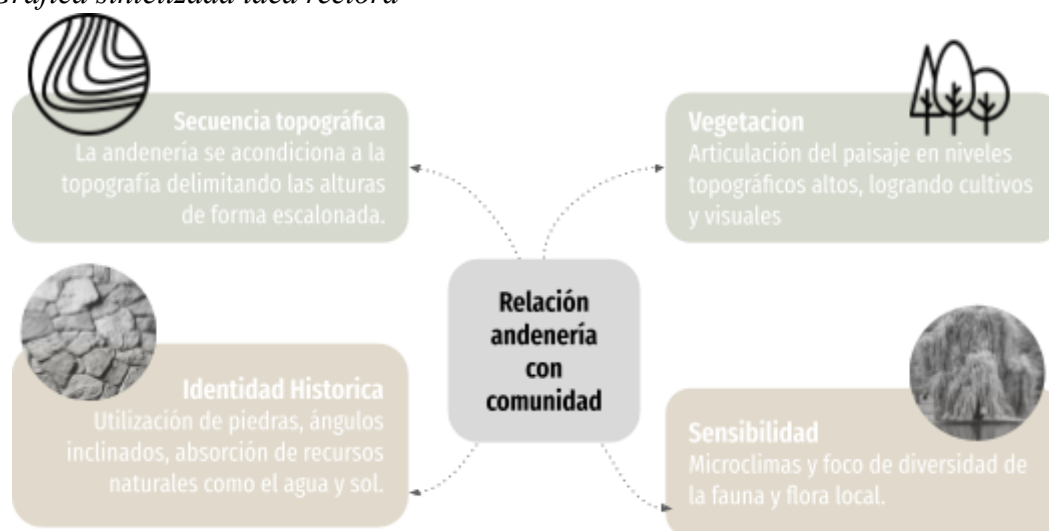 Gráfica sintetizada idea rectora
Secuencia topográfica
La andenería se acondiciona a la
topografía delimitando las alturas
de forma escalonada.
Vegetacion
Articulación del paisaje en niveles
topográficos altos, logrando cultivos
y visuales
Relación
andenería
con
comunidad
Identidad Historica
Utilización de piedras, ángulos
inclinados, absorción de recursos
naturales como el agua y sol.
Sensibilidad
Microclimas y foco de diversidad de
la fauna y flora local.